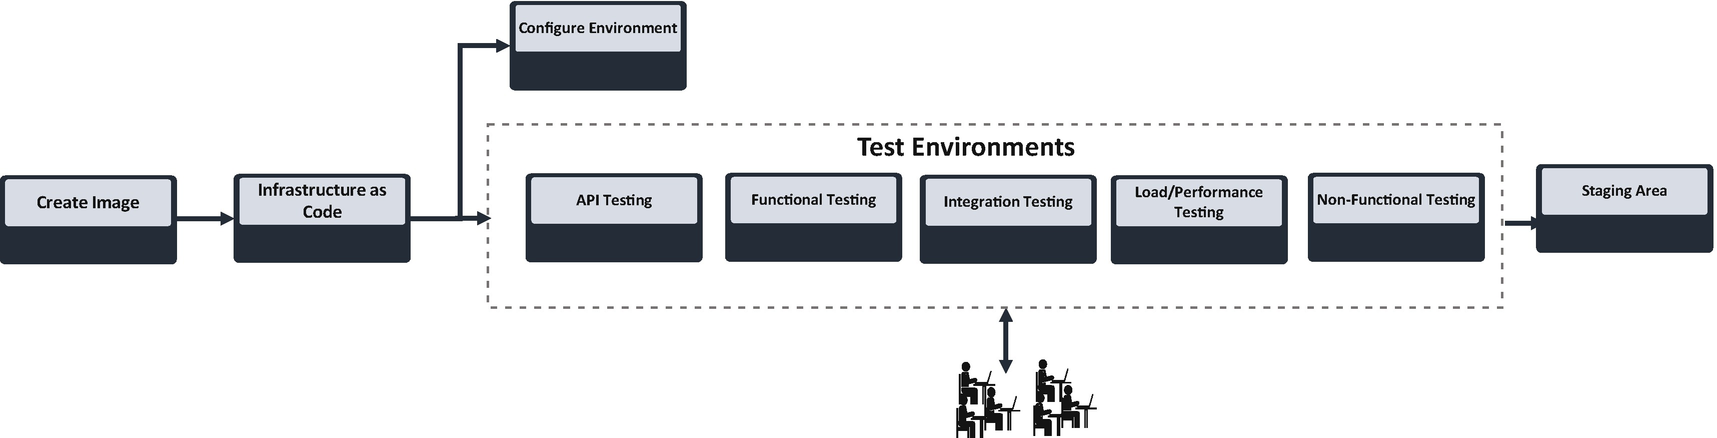 Configure Environment
Test Environments
Create Image
Infrastructure as
Code
API Testing
Functional Testing
Integration Testing
Load/Performance
Testing
Non-Functional Testing
Staging Area